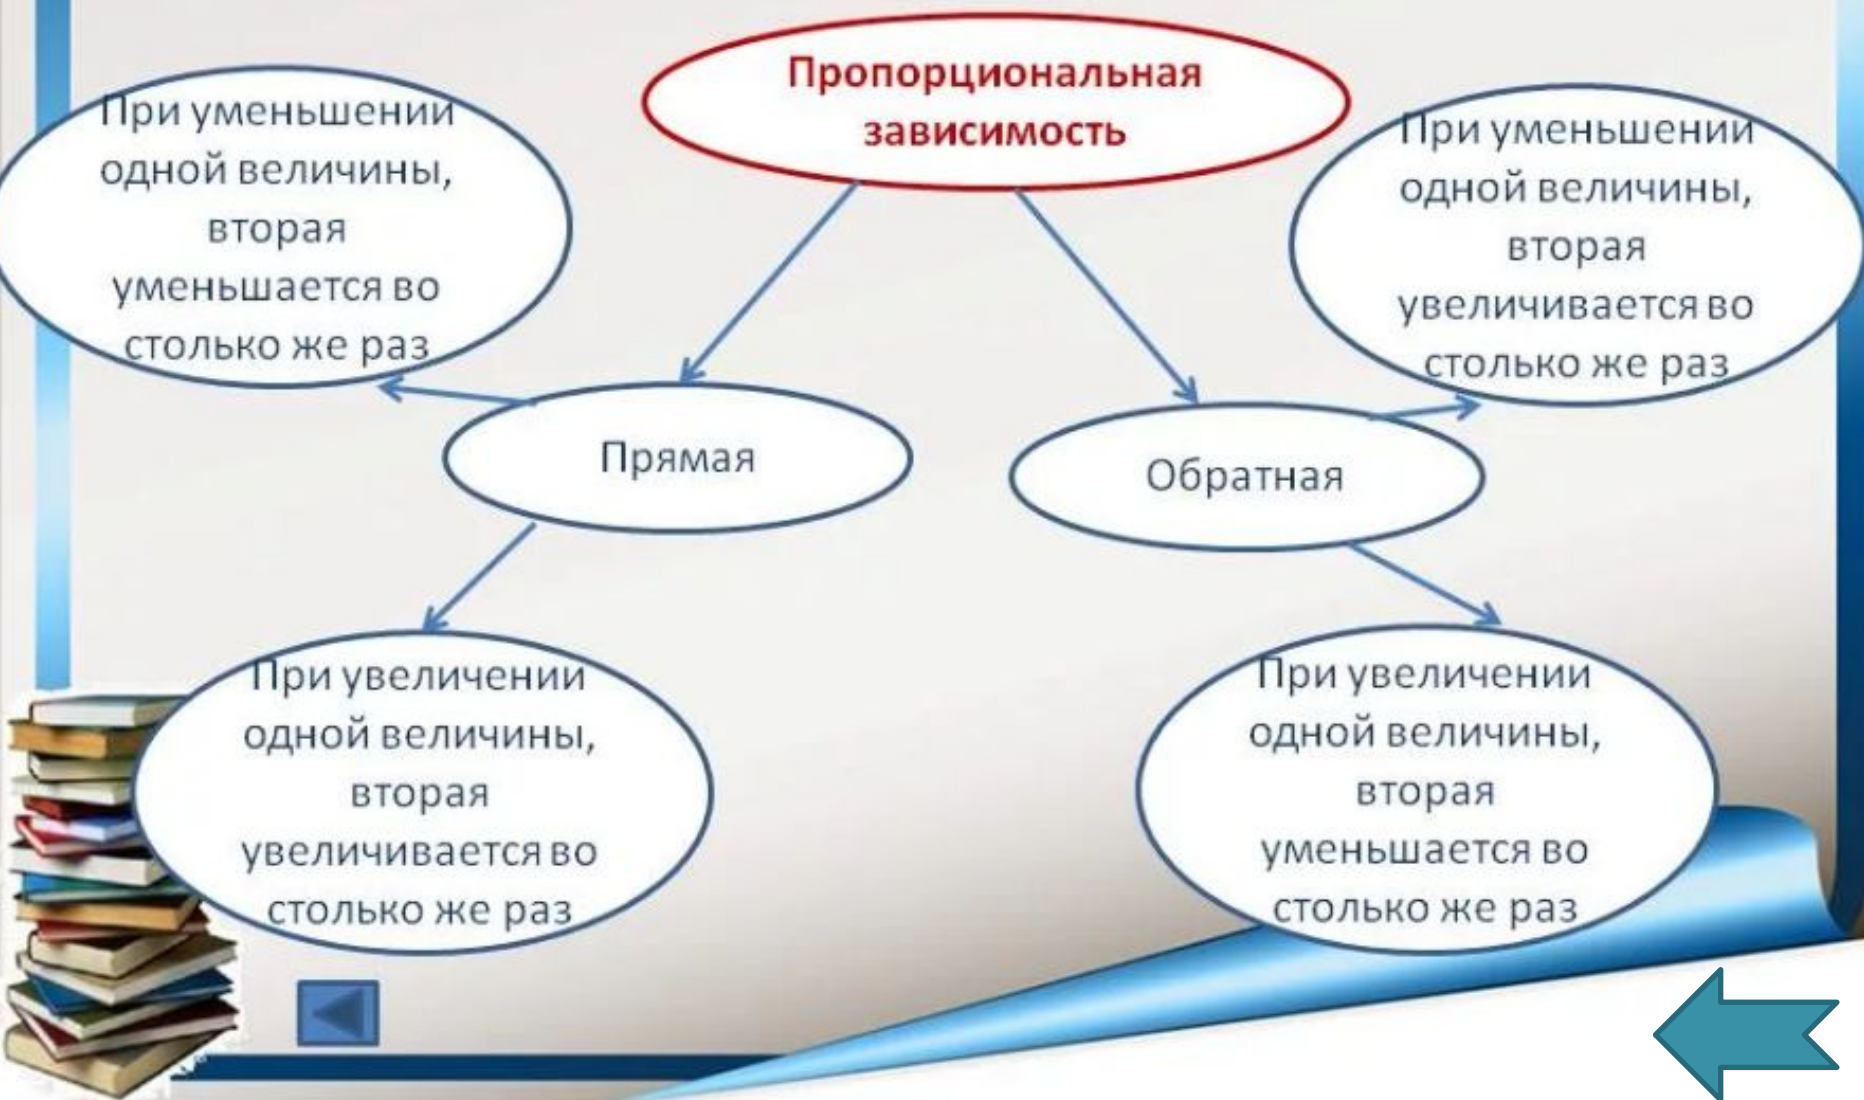 Пропорциональная
зависимость
При уменьшении
одной величины,
вторая
уменьшается во
столько же раз
При уменьшении
одной величины,
вторая
увеличивается во
столько же раз
Прямая
Обратная
При увеличении
одной величины,
вторая
увеличивается во
столько же раз
При увеличении
одной величины,
вторая
уменьшается во
столько же раз